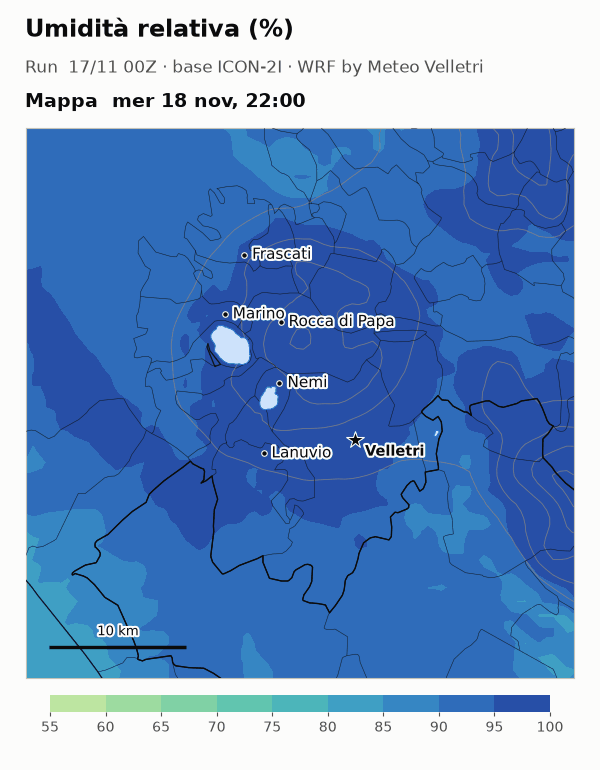 Umidità relativa (%)
Run  17/11 00Z · base ICON-2I · WRF by Meteo Velletri
Mappa  mer 18 nov, 22:00
Frascati
Marino
Rocca di Papa
Nemi
Velletri
Lanuvio
10 km
55 60 65 70 75 80 85 90 95 100